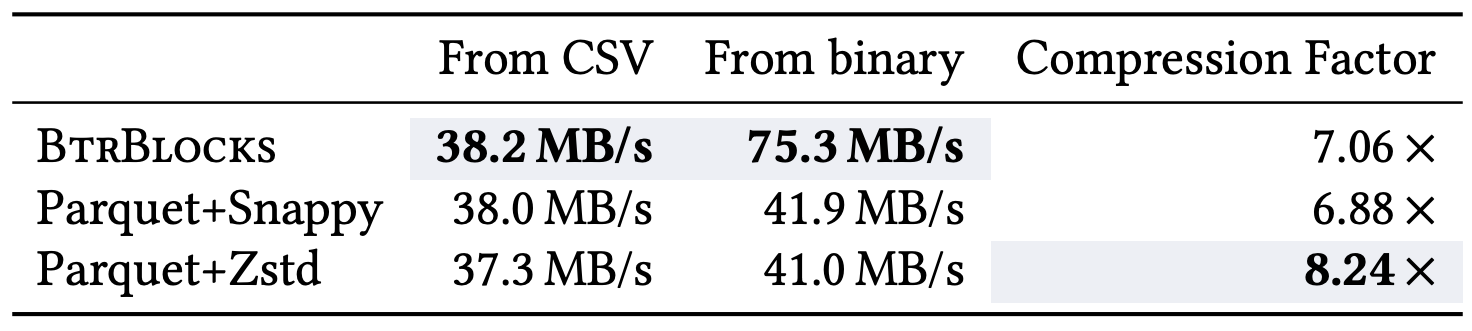 From CSV From binary Compression Factor
BtrBlocks 38.2 MB/s 75.3 MB/s 7.06 ×
Parquet+Snappy 38.0 MB/s 41.9 MB/s 6.88 ×
Parquet+Zstd 37.3 MB/s 41.0 MB/s 8.24 ×